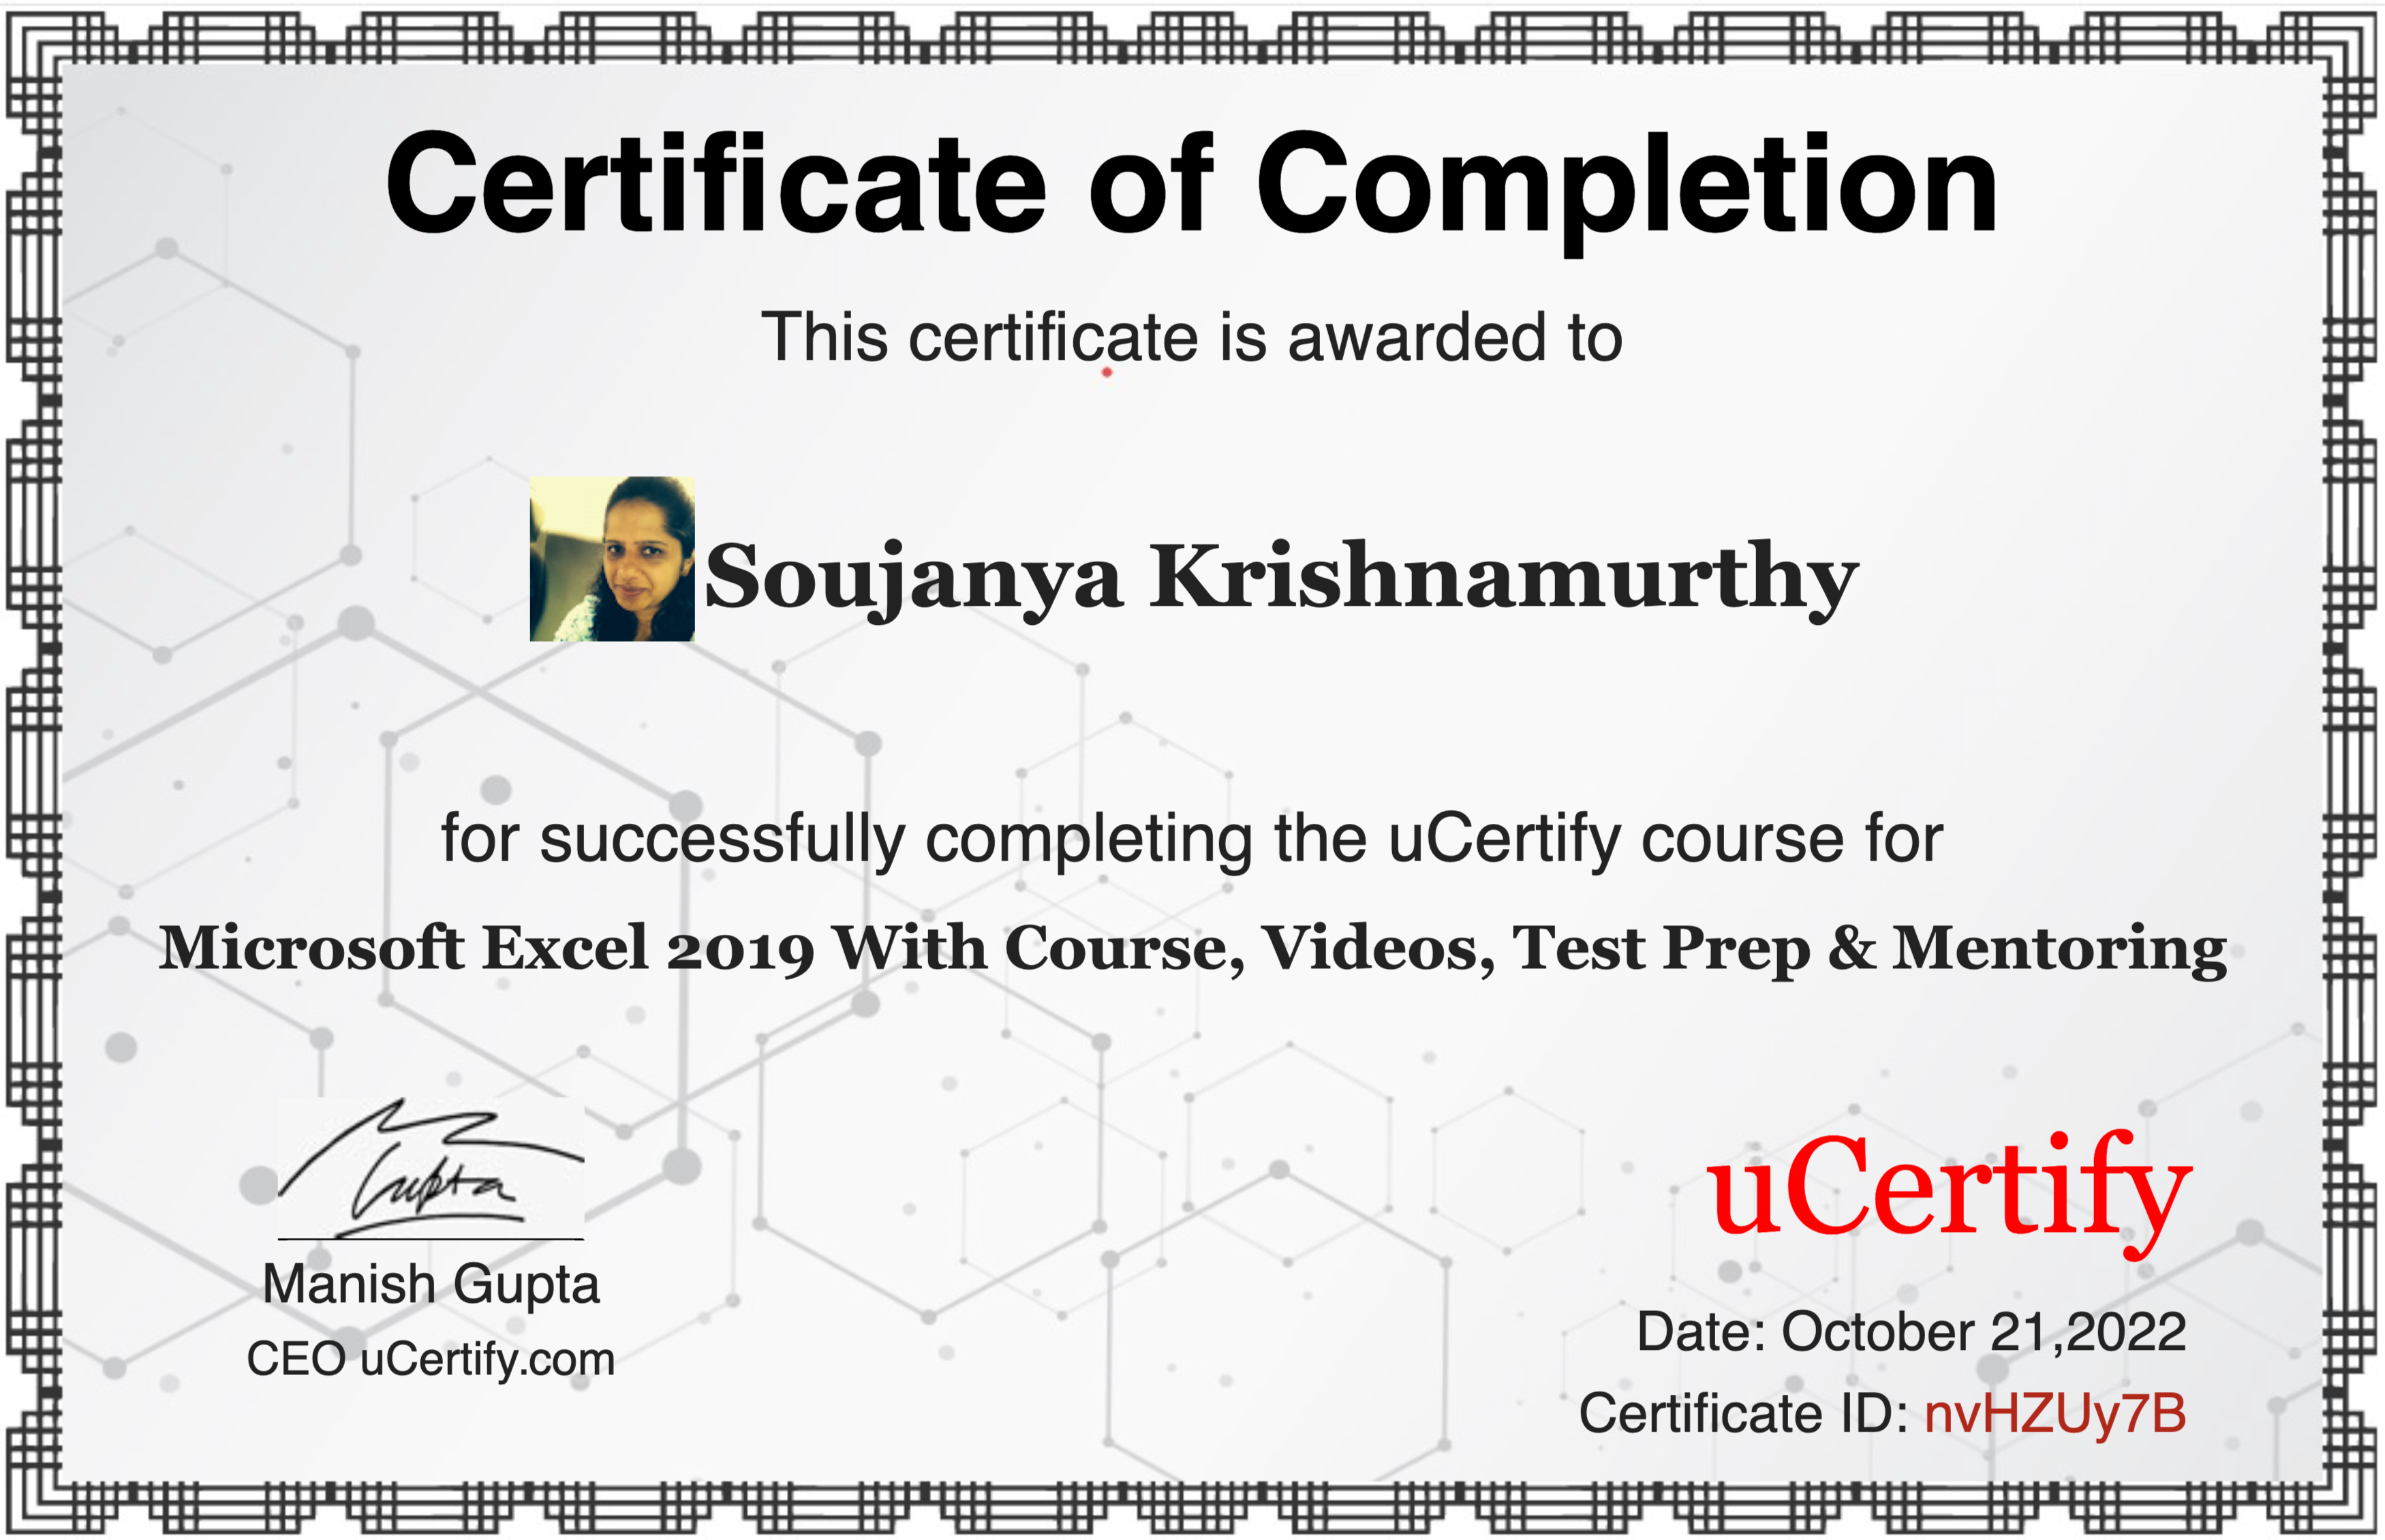 Certificate of Completion
This certificate is awarded to
Soujanya Krishnamurthy
for successfully completing the uCertify course for
Microsoft Excel 2019 With Course, Videos, Test Prep & Mentoring
Gupta
Manish Gupta
CEO uCertify.com
uCertify
Date: October 21,2022
Certificate ID: nvHZUy7B